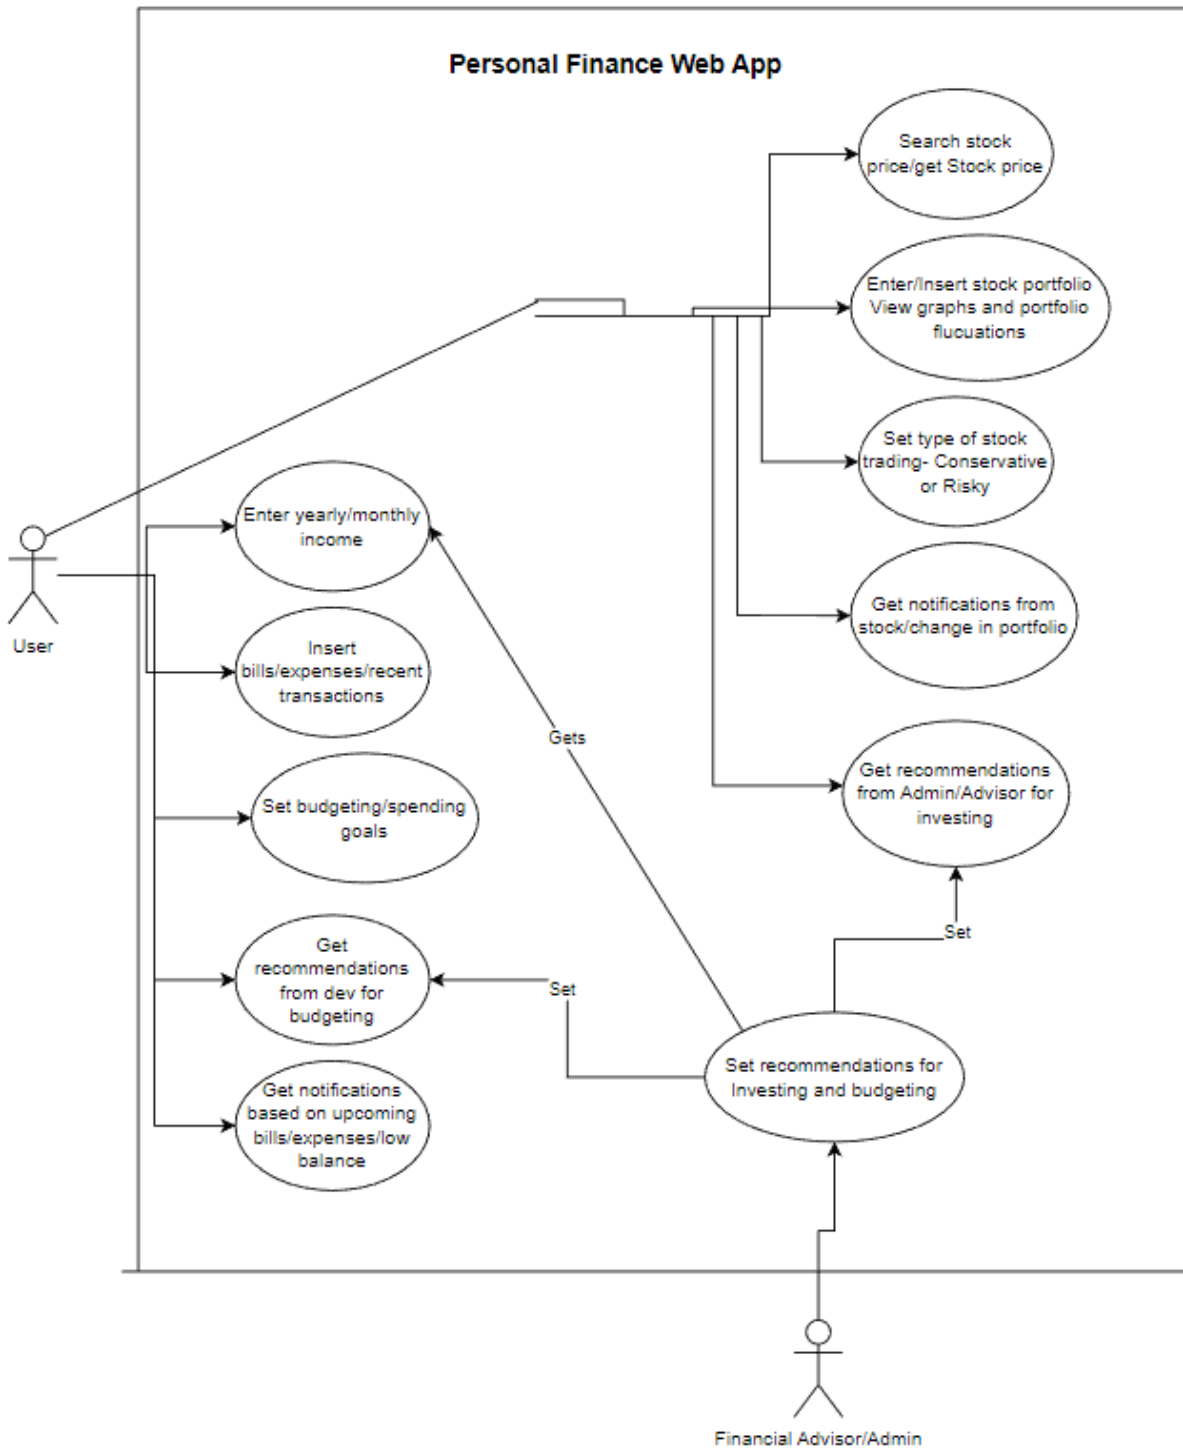 Personal Finance Web App
Search stock
price/get Stock price
Enter/Insert stock portfolio
View graphs and portfolio
flucuations
Set type of stock
trading- Conservative
or Risky
Get notifications from
stock/change in portfolio
Get recommendations
from Admin/Advisor for
investing
Enter yearly/monthly
income
User
Insert
bills/expenses/recent
transactions
Gets
Set budgeting/spending
goals
Get
recommendations
from dev for
budgeting
Set
Set
Set recommendations for
Investing and budgeting
Get notifications
based on upcoming
bills/expenses/low
balance
Financial Advisor/Admin